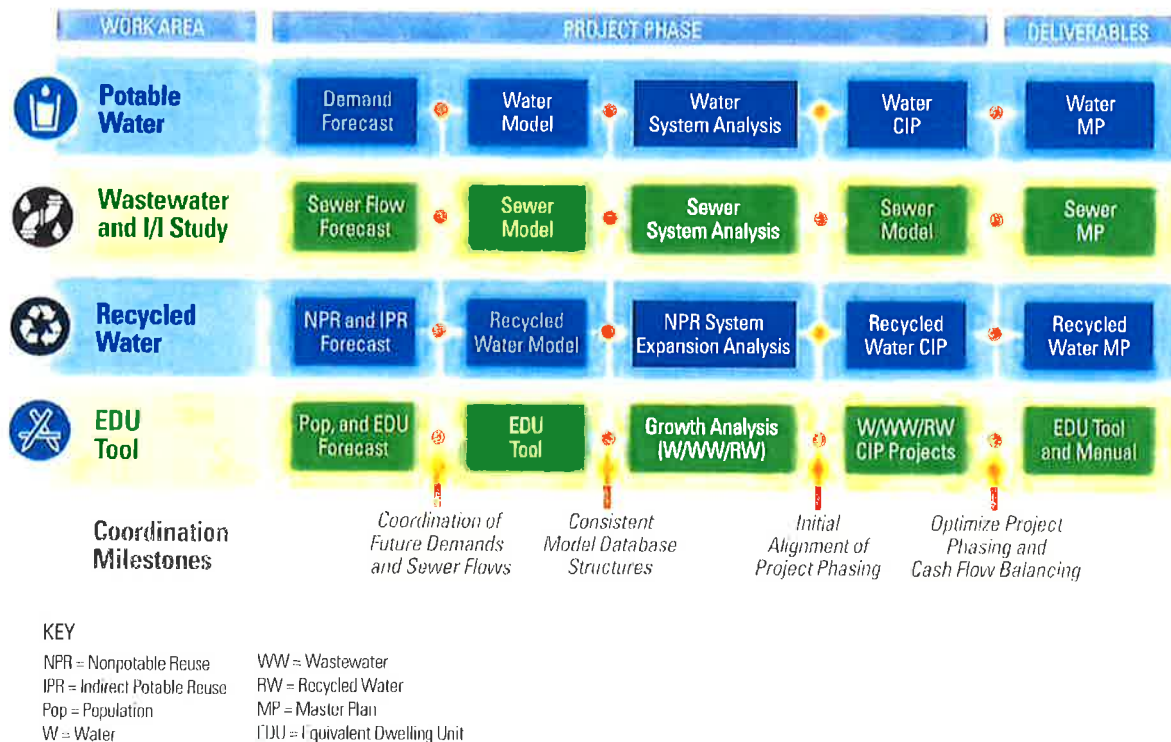 WORK AREA
PROJECT PHASE
DELIVERABLES
Potable
Water
Demand
Forecast
Water
Model
Water
System Analysis
Water
CIP
Water
MP
Wastewater
and I/I Study
Sewer Flow
Forecast
Sewer
Model
Sewer
System Analysis
Sewer
Model
Sewer
MP
Recycled
Water
NPR and IPR
Forecast
Recycled
Water Model
NPR System
Expansion Analysis
Recycled
Water CIP
Recycled
Water MP
EDU
Tool
Pop, and EDU
Forecast
EDU
Tool
Growth Analysis
(W/WW/RW)
W/WW/RW
CIP Projects
EDU Tool
and Manual
Coordination
Milestones
Coordination of
Future Demands
and Sewer Flows
Consistent
Model Database
Structures
Initial
Alignment of
Project Phasing
Optimize Project
Phasing and
Cash Flow Balancing
KEY
NPR = Nonpotable Reuse
IPR = Indirect Potable Reuse
Pop = Population
W = Water
WW = Wastewater
RW = Recycled Water
MP = Master Plan
EDU = Equivalent Dwelling Unit